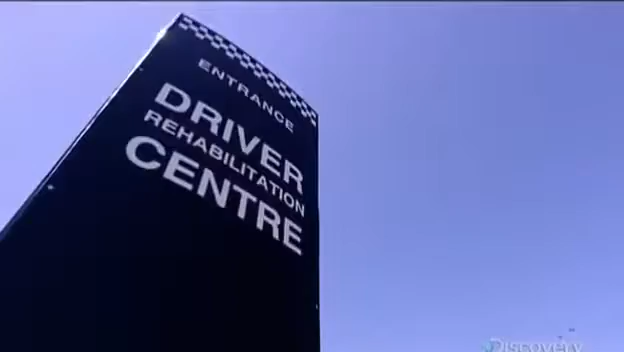 ENTRANCE
DRIVER
REHABILITATION
CENTRE
Discovery